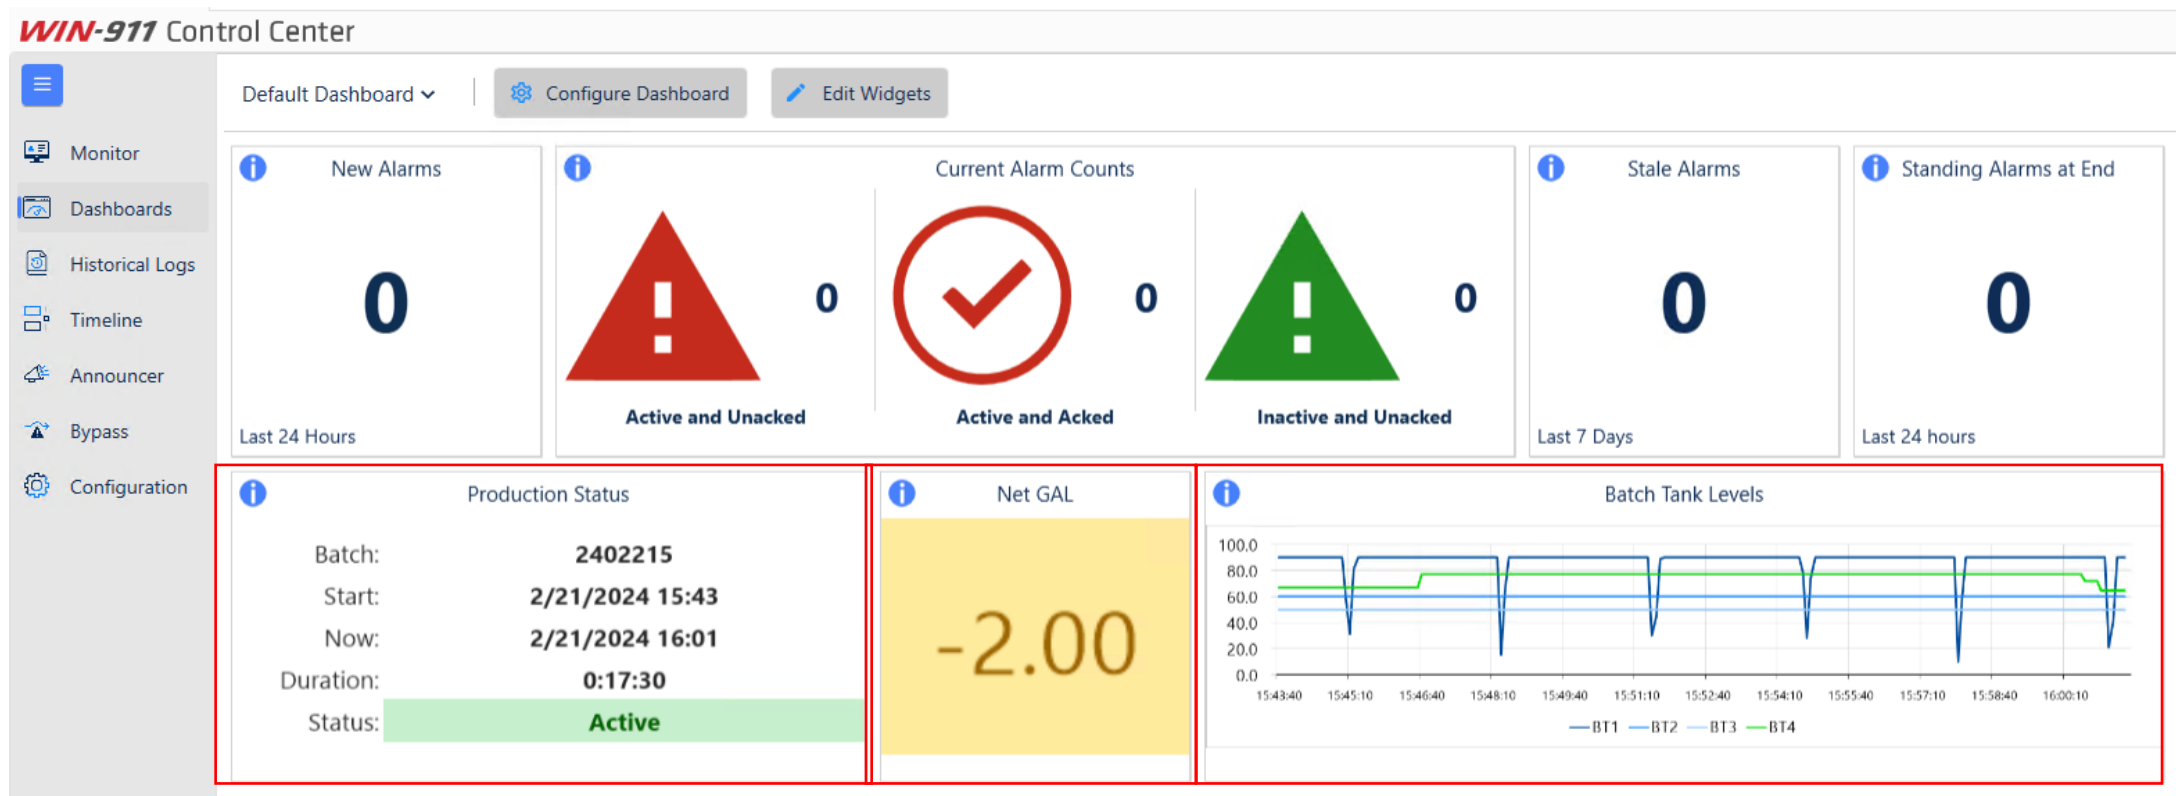 WIN-911 Control Center
Default Dashboard
Configure Dashboard
Edit Widgets
Monitor
Dashboards
Historical Logs
Timeline
Announcer
Bypass
Configuration
New Alarms
0
Last 24 Hours
Current Alarm Counts
0
Active and Unacked
0
Active and Acked
0
Inactive and Unacked
Stale Alarms
0
Last 7 Days
Standing Alarms at End
0
Last 24 hours
Production Status
Batch: 2402215
Start: 2/21/2024 15:43
Now: 2/21/2024 16:01
Duration: 0:17:30
Status: Active
Net GAL
-2.00
Batch Tank Levels
100.0
80.0
60.0
40.0
20.0
0.0
15:43:40 15:45:10 15:46:40 15:48:10 15:49:40 15:51:10 15:52:40 15:54:10 15:55:40 15:57:10 15:58:40 16:00:10
BT1 BT2 BT3 BT4